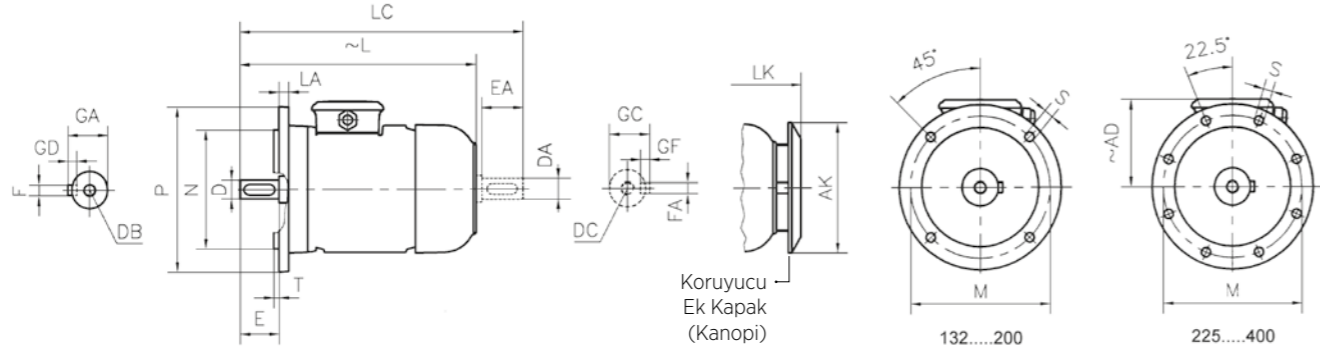 LC
~L
LA
EA
GA
GD
F
DB
P
N
D
T
E
DA
GC
GF
FA
DC
LK
AK
Koruyucu
Ek Kapak
(Kanopi)
45°
S
M
132.....200
22.5°
S
~AD
M
225.....400